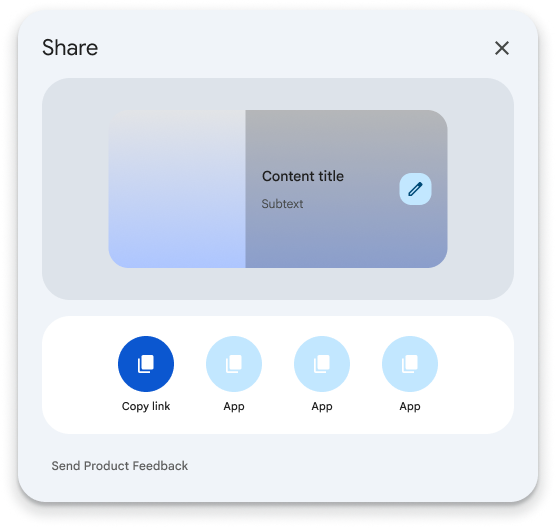 Share
Content title
Subtext
Copy link
App
App
App
Send Product Feedback